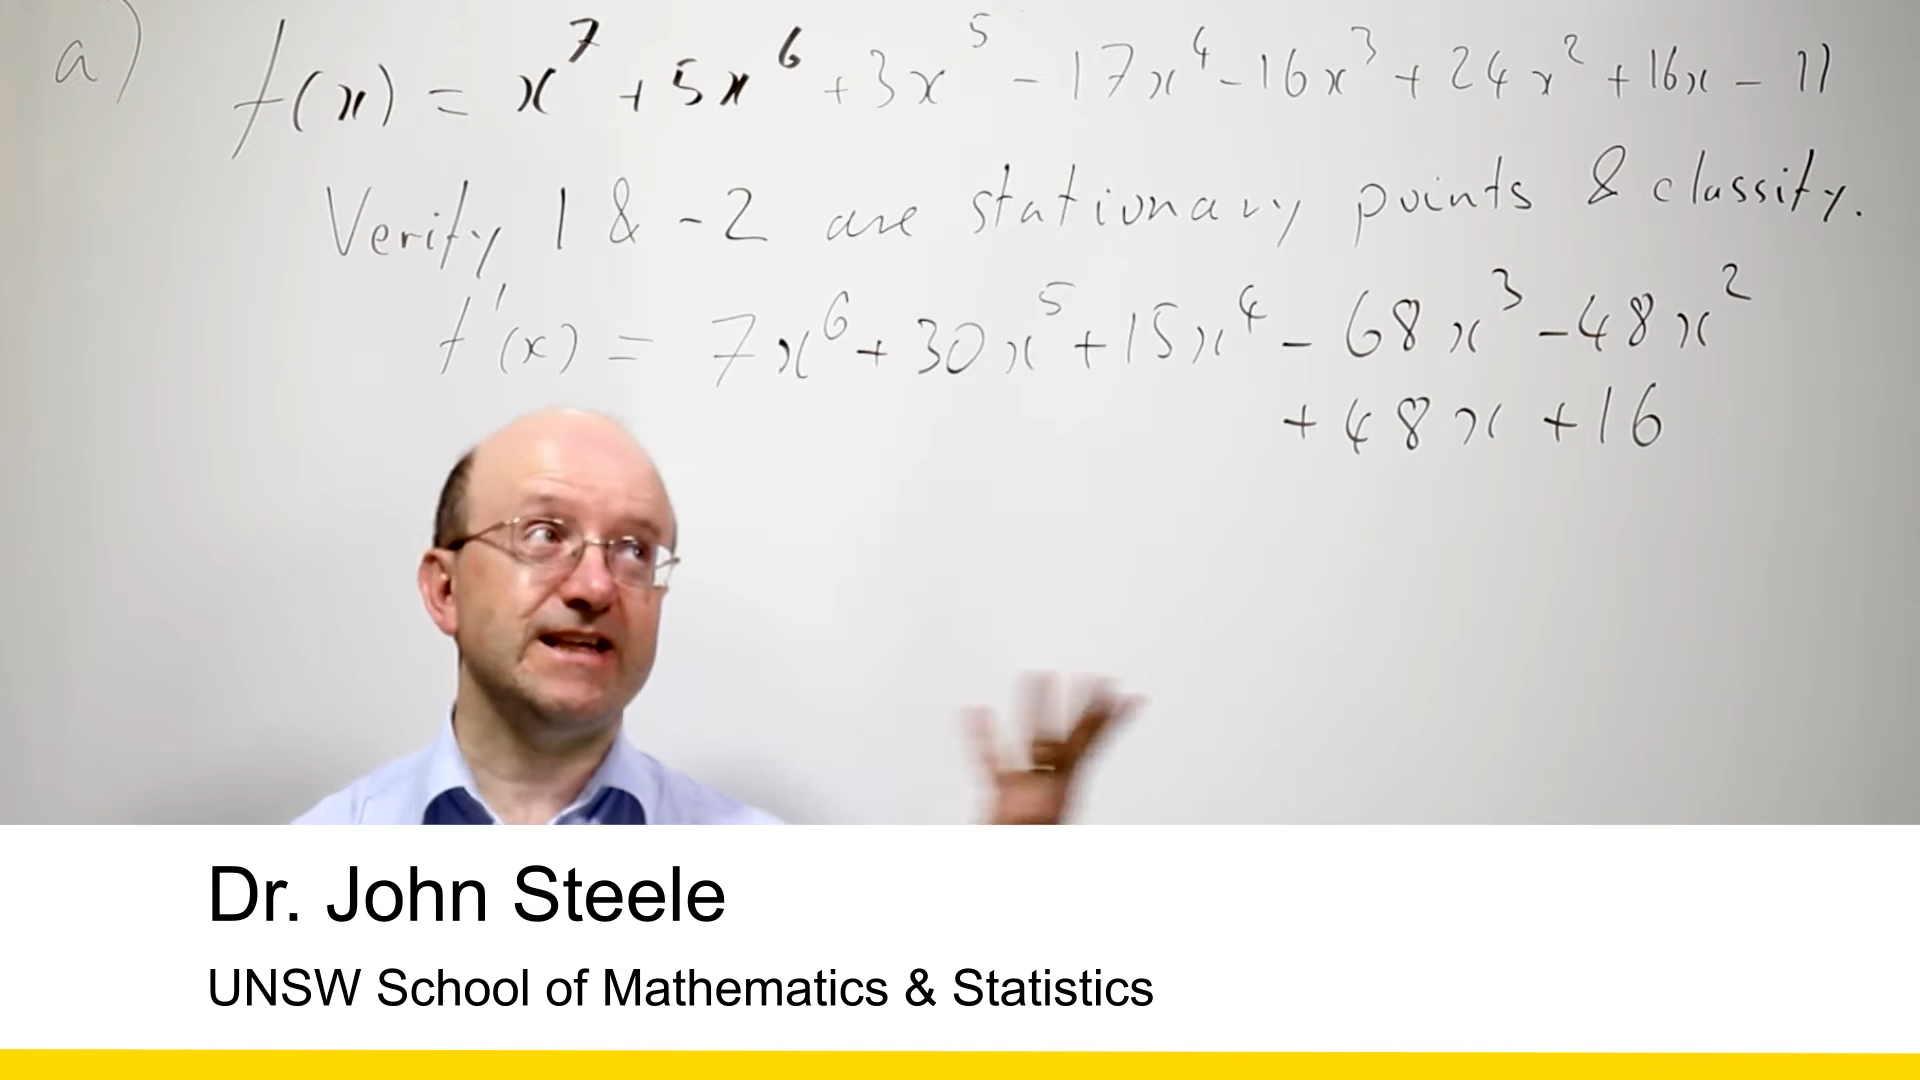 a) f(x) = x⁷ + 5x⁶ + 3x⁵ - 17x⁴ - 16x³ + 24x² + 16x - 11
Verify 1 & -2 are stationary points & classify.
f'(x) = 7x⁶ + 30x⁵ + 15x⁴ - 68x³ - 48x²
+ 48x + 16
Dr. John Steele
UNSW School of Mathematics & Statistics